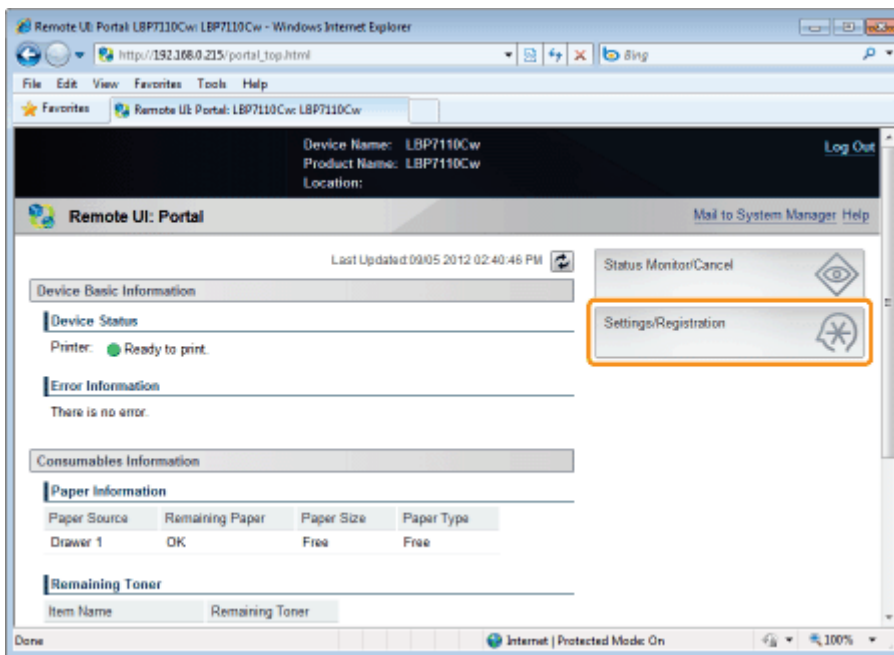 Remote UI: Portal: LBP7110Cw: LBP7110Cw - Windows Internet Explorer
http://192.168.0.215/portal_top.html
Bing
File Edit View Favorites Tools Help
Favorites Remote UI: Portal: LBP7110Cw: LBP7110Cw
Device Name: LBP7110Cw
Product Name: LBP7110Cw
Location:
Log Out
Remote UI: Portal
Mail to System Manager Help
Last Updated:09/05 2012 02:40:46 PM
Status Monitor/Cancel
Device Basic Information
Settings/Registration
Device Status
Printer: Ready to print.
Error Information
There is no error.
Consumables Information
Paper Information
Paper Source Remaining Paper Paper Size Paper Type
Drawer 1 OK Free Free
Remaining Toner
Item Name Remaining Toner
Done
Internet | Protected Mode: On
100%